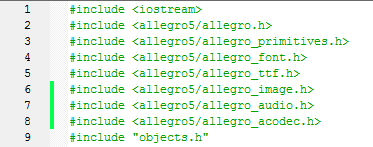 1 #include <iostream>
2 #include <allegro5/allegro.h>
3 #include <allegro5/allegro_primitives.h>
4 #include <allegro5/allegro_font.h>
5 #include <allegro5/allegro_ttf.h>
6 #include <allegro5/allegro_image.h>
7 #include <allegro5/allegro_audio.h>
8 #include <allegro5/allegro_acodec.h>
9 #include "objects.h"